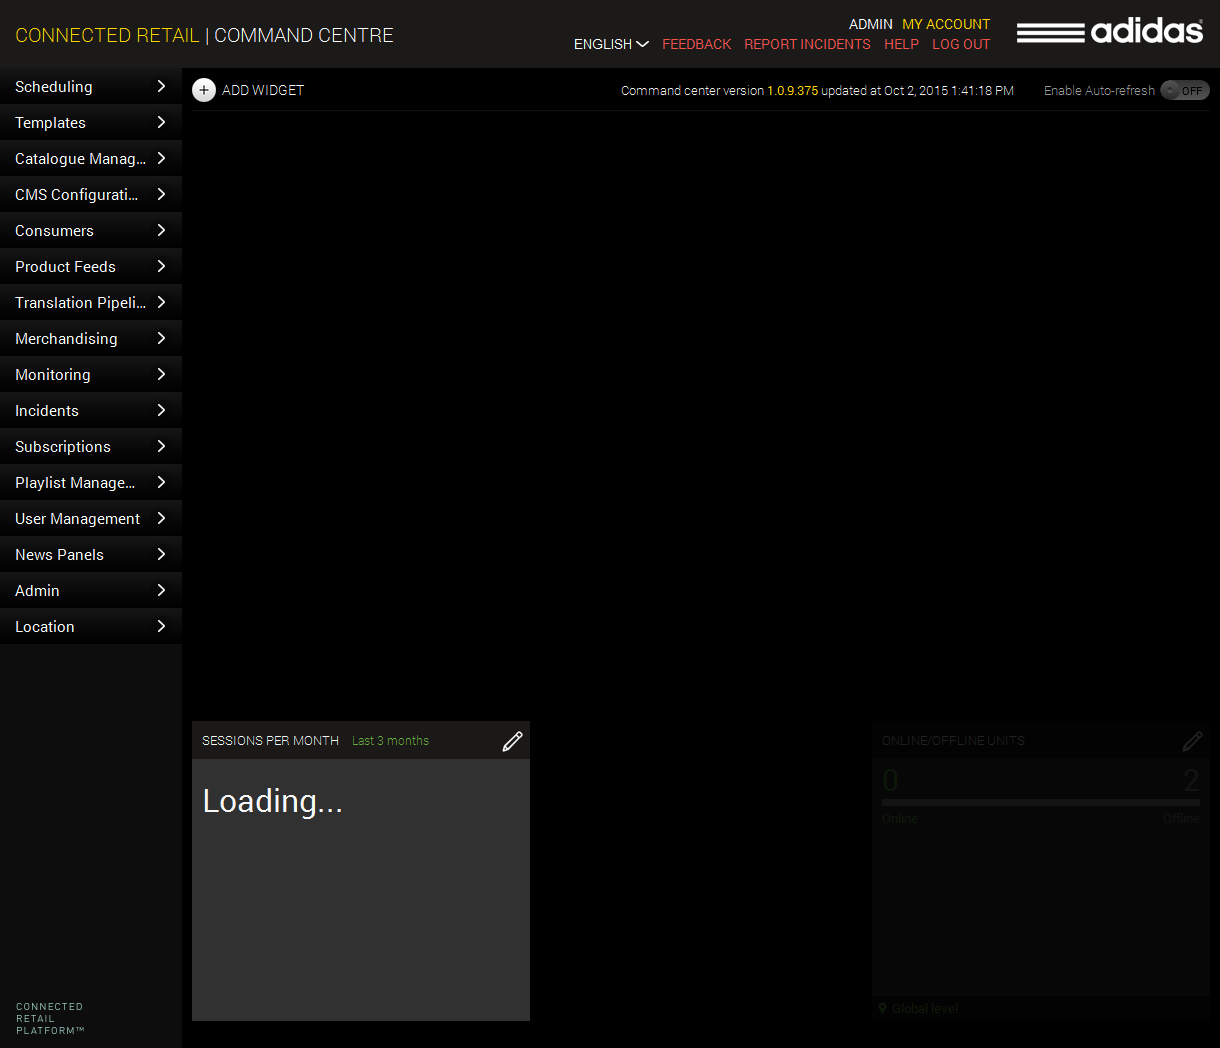 CONNECTED RETAIL | COMMAND CENTRE
ADMIN MY ACCOUNT
ENGLISH FEEDBACK REPORT INCIDENTS HELP LOG OUT
adidas
Scheduling
Templates
Catalogue Manag...
CMS Configurati...
Consumers
Product Feeds
Translation Pipeli...
Merchandising
Monitoring
Incidents
Subscriptions
Playlist Manage...
User Management
News Panels
Admin
Location
CONNECTED
RETAIL
PLATFORM™
ADD WIDGET
Command center version 1.0.9.375 updated at Oct 2, 2015 1:41:18 PM
Enable Auto-refresh OFF
SESSIONS PER MONTH Last 3 months
Loading...
ONLINE/OFFLINE UNITS
0 2
Online Offline
Global level